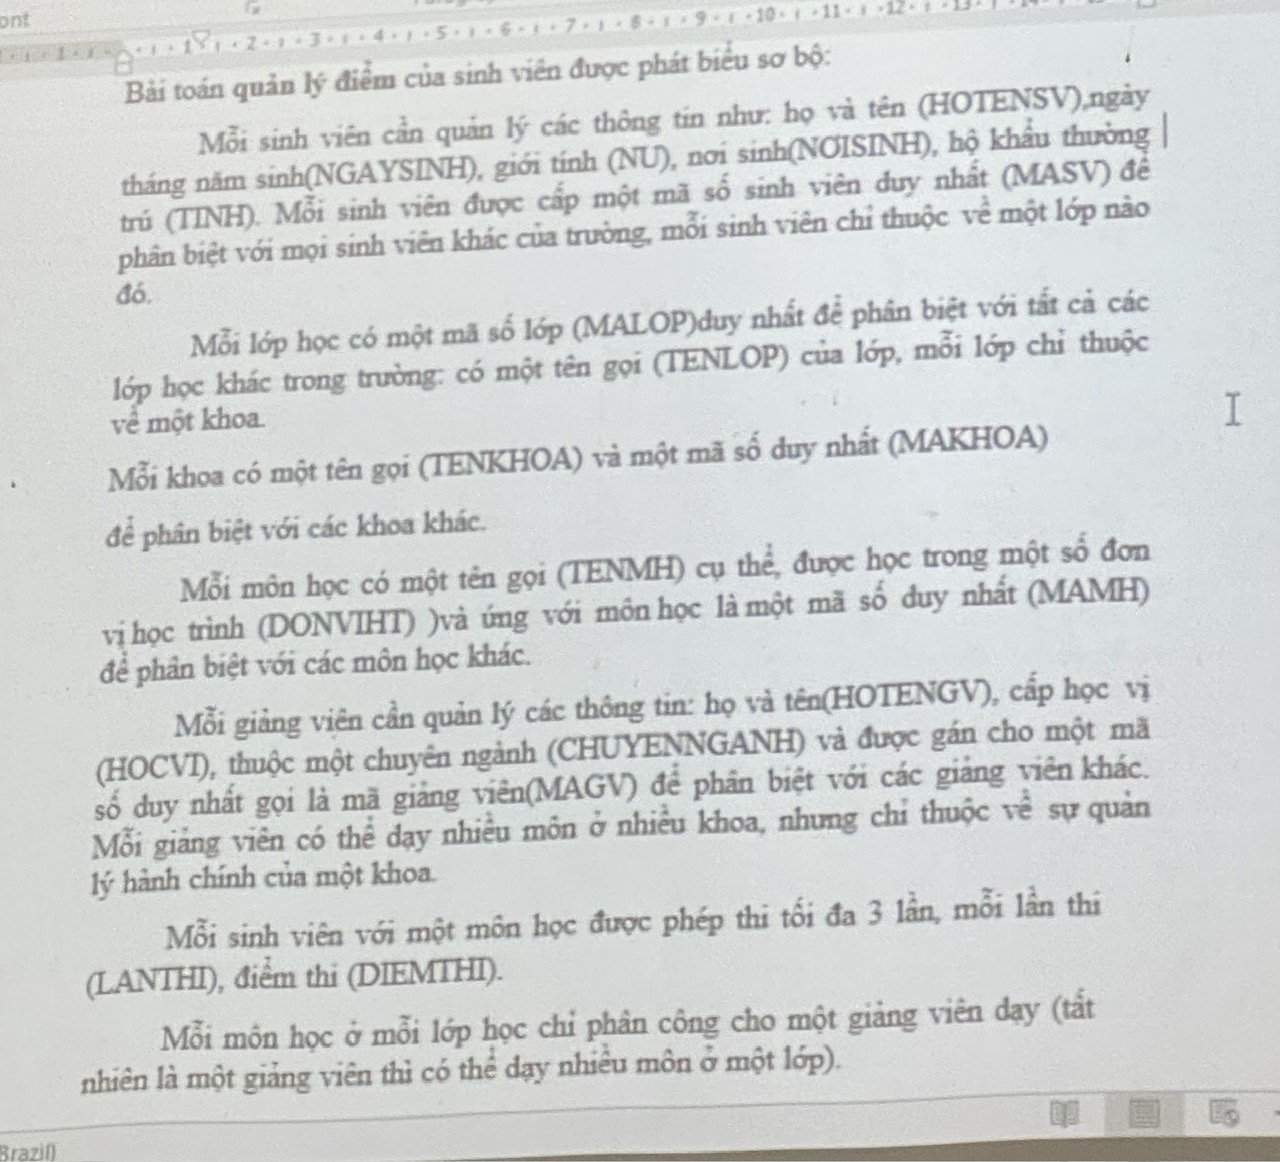 ont
1 · 2 · 3 · 4 · 5 · 6 · 7 · 8 · 9 · 10 · 11 · 12 · 13
Bài toán quản lý điểm của sinh viên được phát biểu sơ bộ:
Mỗi sinh viên cần quản lý các thông tin như: họ và tên (HOTENSV),ngày
tháng năm sinh(NGAYSINH), giới tính (NU), nơi sinh(NƠISINH), hộ khẩu thường
trú (TINH). Mỗi sinh viên được cấp một mã số sinh viên duy nhất (MASV) để
phân biệt với mọi sinh viên khác của trường, mỗi sinh viên chỉ thuộc về một lớp nào
đó.
Mỗi lớp học có một mã số lớp (MALOP)duy nhất để phân biệt với tất cả các
lớp học khác trong trường: có một tên gọi (TENLOP) của lớp, mỗi lớp chỉ thuộc
về một khoa.
Mỗi khoa có một tên gọi (TENKHOA) và một mã số duy nhất (MAKHOA)
để phân biệt với các khoa khác.
Mỗi môn học có một tên gọi (TENMH) cụ thể, được học trong một số đơn
vị học trình (DONVIHT) )và ứng với môn học là một mã số duy nhất (MAMH)
để phân biệt với các môn học khác.
Mỗi giảng viên cần quản lý các thông tin: họ và tên(HOTENGV), cấp học vị
(HOCVI), thuộc một chuyên ngành (CHUYENNGANH) và được gán cho một mã
số duy nhất gọi là mã giảng viên(MAGV) để phân biệt với các giảng viên khác.
Mỗi giảng viên có thể dạy nhiều môn ở nhiều khoa, nhưng chỉ thuộc về sự quản
lý hành chính của một khoa.
Mỗi sinh viên với một môn học được phép thi tối đa 3 lần, mỗi lần thi
(LANTHI), điểm thi (DIEMTHI).
Mỗi môn học ở mỗi lớp học chỉ phân công cho một giảng viên dạy (tất
nhiên là một giảng viên thì có thể dạy nhiều môn ở một lớp).
Brazil)